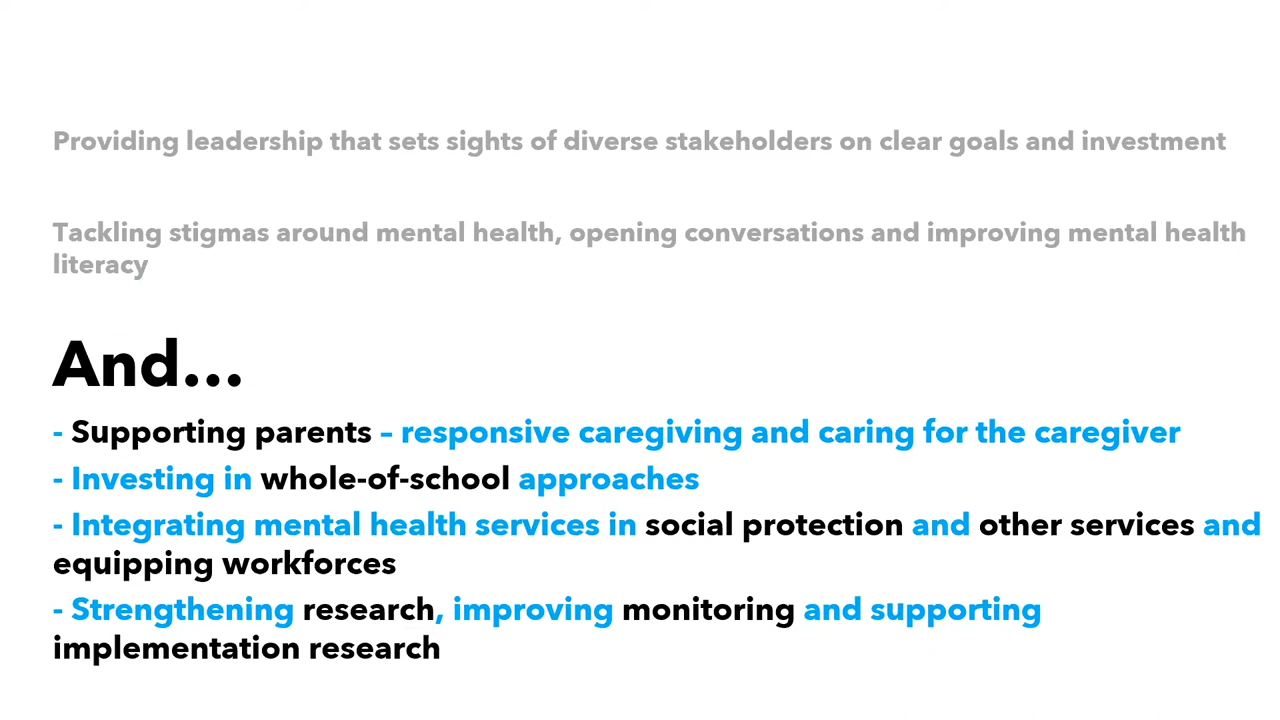 Providing leadership that sets sights of diverse stakeholders on clear goals and investment
Tackling stigmas around mental health, opening conversations and improving mental health
literacy
And...
- Supporting parents – responsive caregiving and caring for the caregiver
- Investing in whole-of-school approaches
- Integrating mental health services in social protection and other services and
equipping workforces
- Strengthening research, improving monitoring and supporting
implementation research